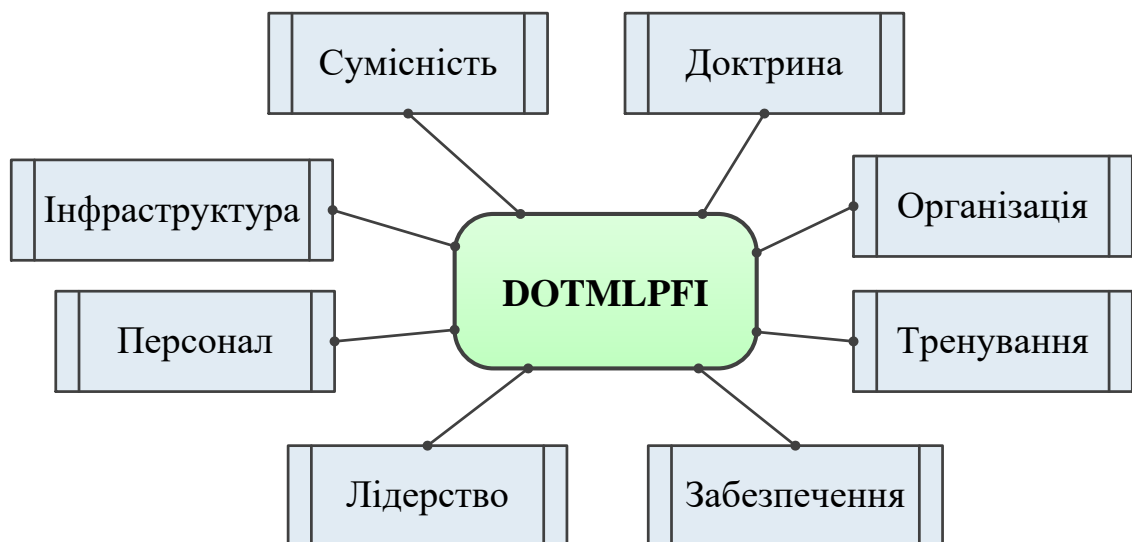 Сумісність
Доктрина
Інфраструктура
Організація
DOTMLPFI
Персонал
Тренування
Лідерство
Забезпечення